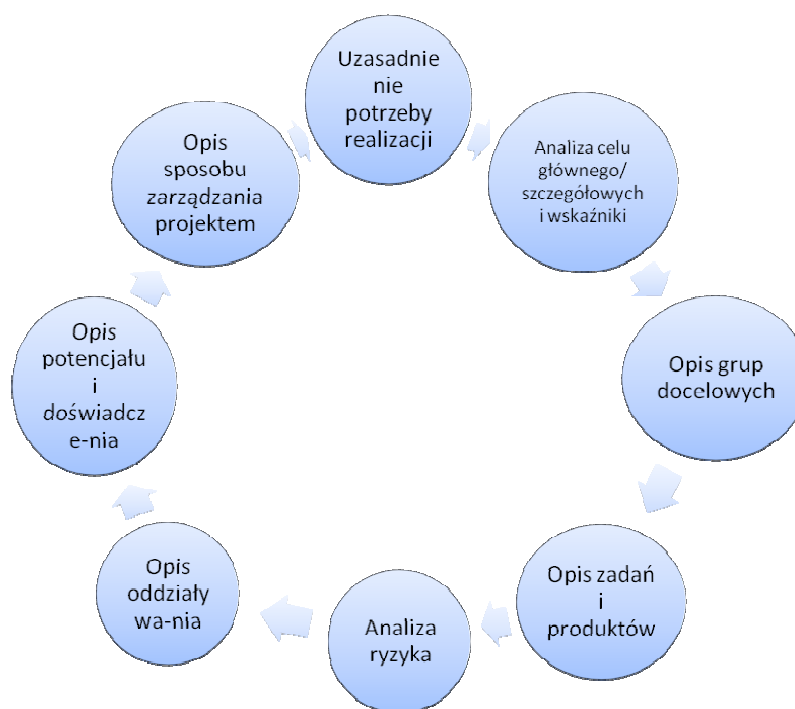 Uzasadnie
nie
potrzeby
realizacji
Analiza celu
głównego/
szczegółowych
i wskaźniki
Opis grup
docelowych
Opis zadań
i
produktów
Analiza
ryzyka
Opis
oddziały
wa-nia
Opis
potencjału
i
doświadcz
e-nia
Opis
sposobu
zarządzania
projektem